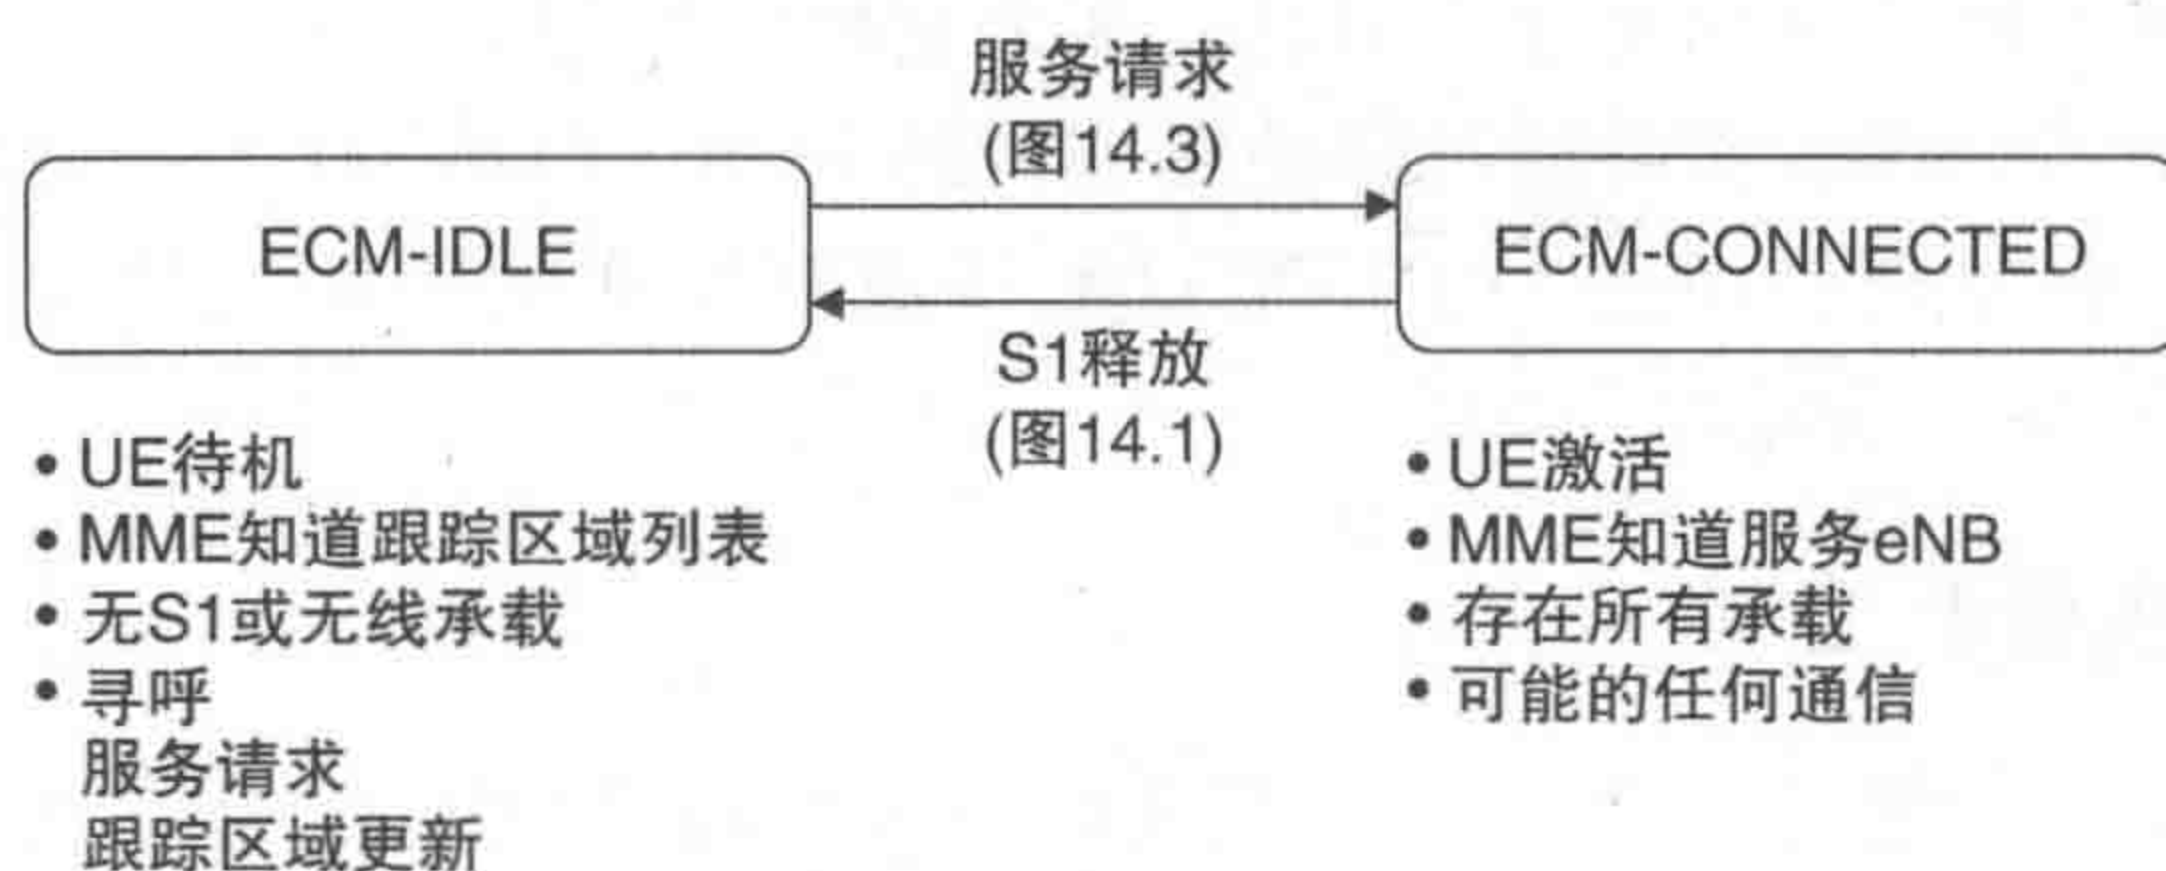 服务请求
(图14.3)
ECM-IDLE
ECM-CONNECTED
S1释放
(图14.1)
• UE待机
• MME知道跟踪区域列表
• 无S1或无线承载
• 寻呼
服务请求
跟踪区域更新
• UE激活
• MME知道服务eNB
• 存在所有承载
• 可能的任何通信